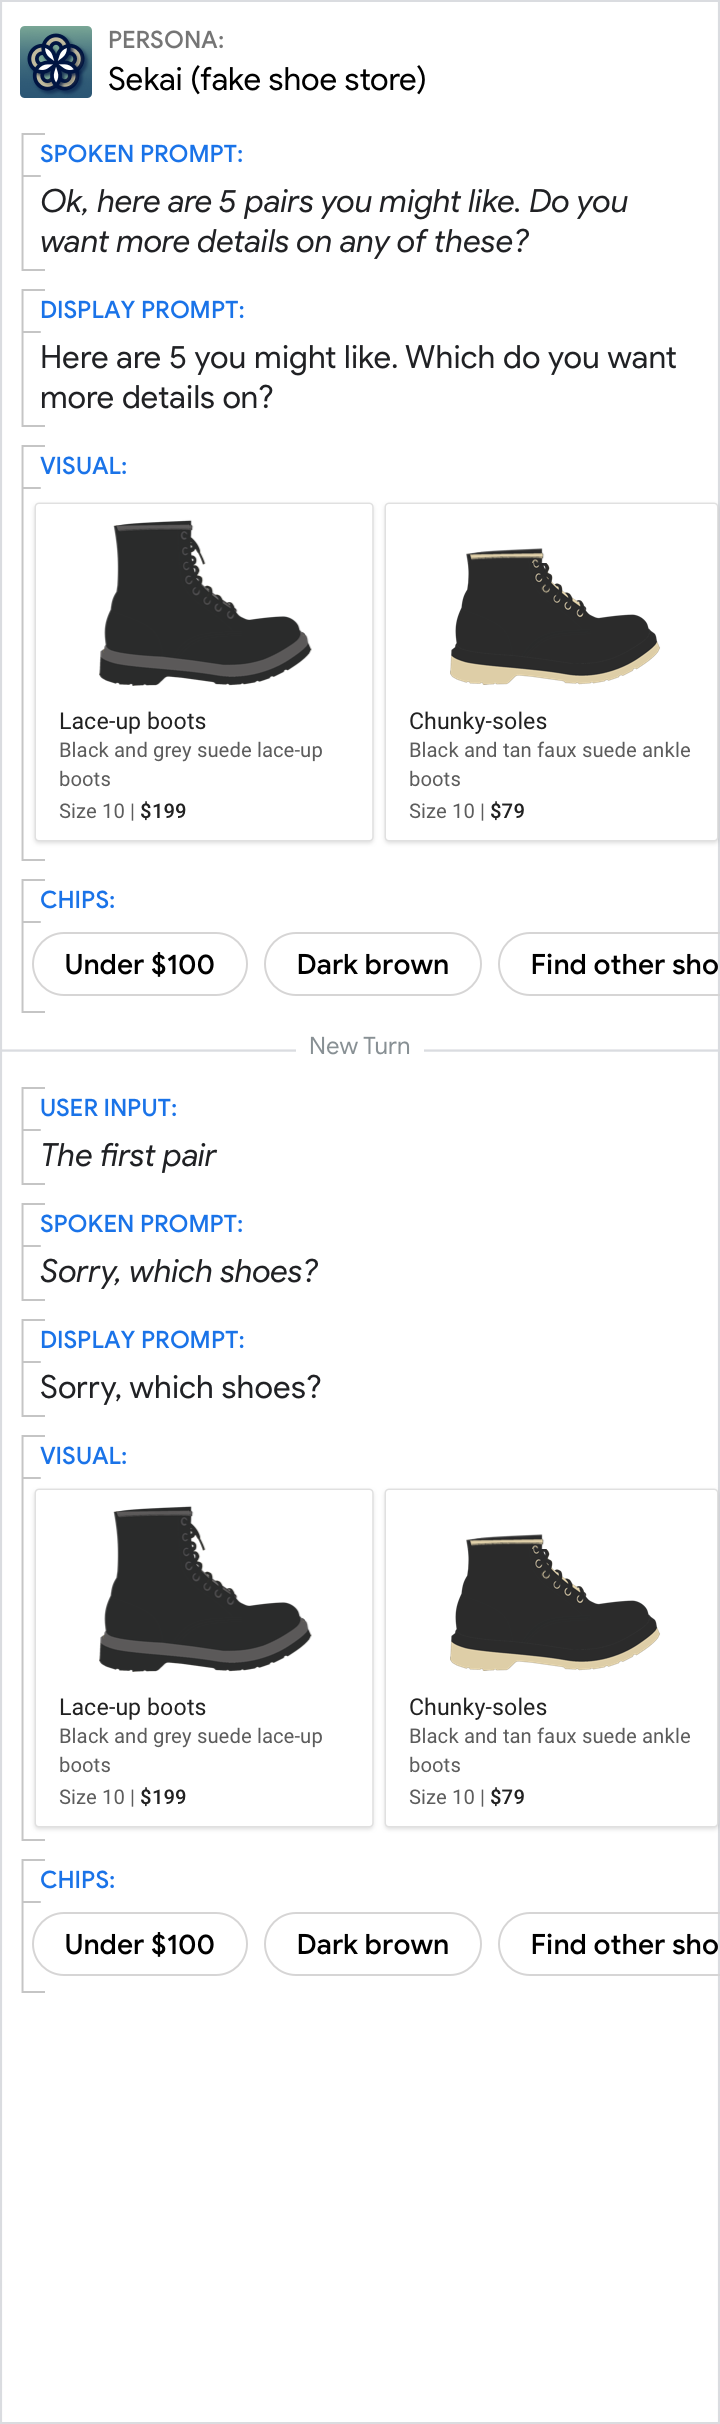 PERSONA:
Sekai (fake shoe store)
SPOKEN PROMPT:
Ok, here are 5 pairs you might like. Do you
want more details on any of these?
DISPLAY PROMPT:
Here are 5 you might like. Which do you want
more details on?
VISUAL:
Lace-up boots
Black and grey suede lace-up
boots
Size 10 | $199
Chunky-soles
Black and tan faux suede ankle
boots
Size 10 | $79
CHIPS:
Under $100
Dark brown
Find other sho
New Turn
USER INPUT:
The first pair
SPOKEN PROMPT:
Sorry, which shoes?
DISPLAY PROMPT:
Sorry, which shoes?
VISUAL:
Lace-up boots
Black and grey suede lace-up
boots
Size 10 | $199
Chunky-soles
Black and tan faux suede ankle
boots
Size 10 | $79
CHIPS:
Under $100
Dark brown
Find other sho